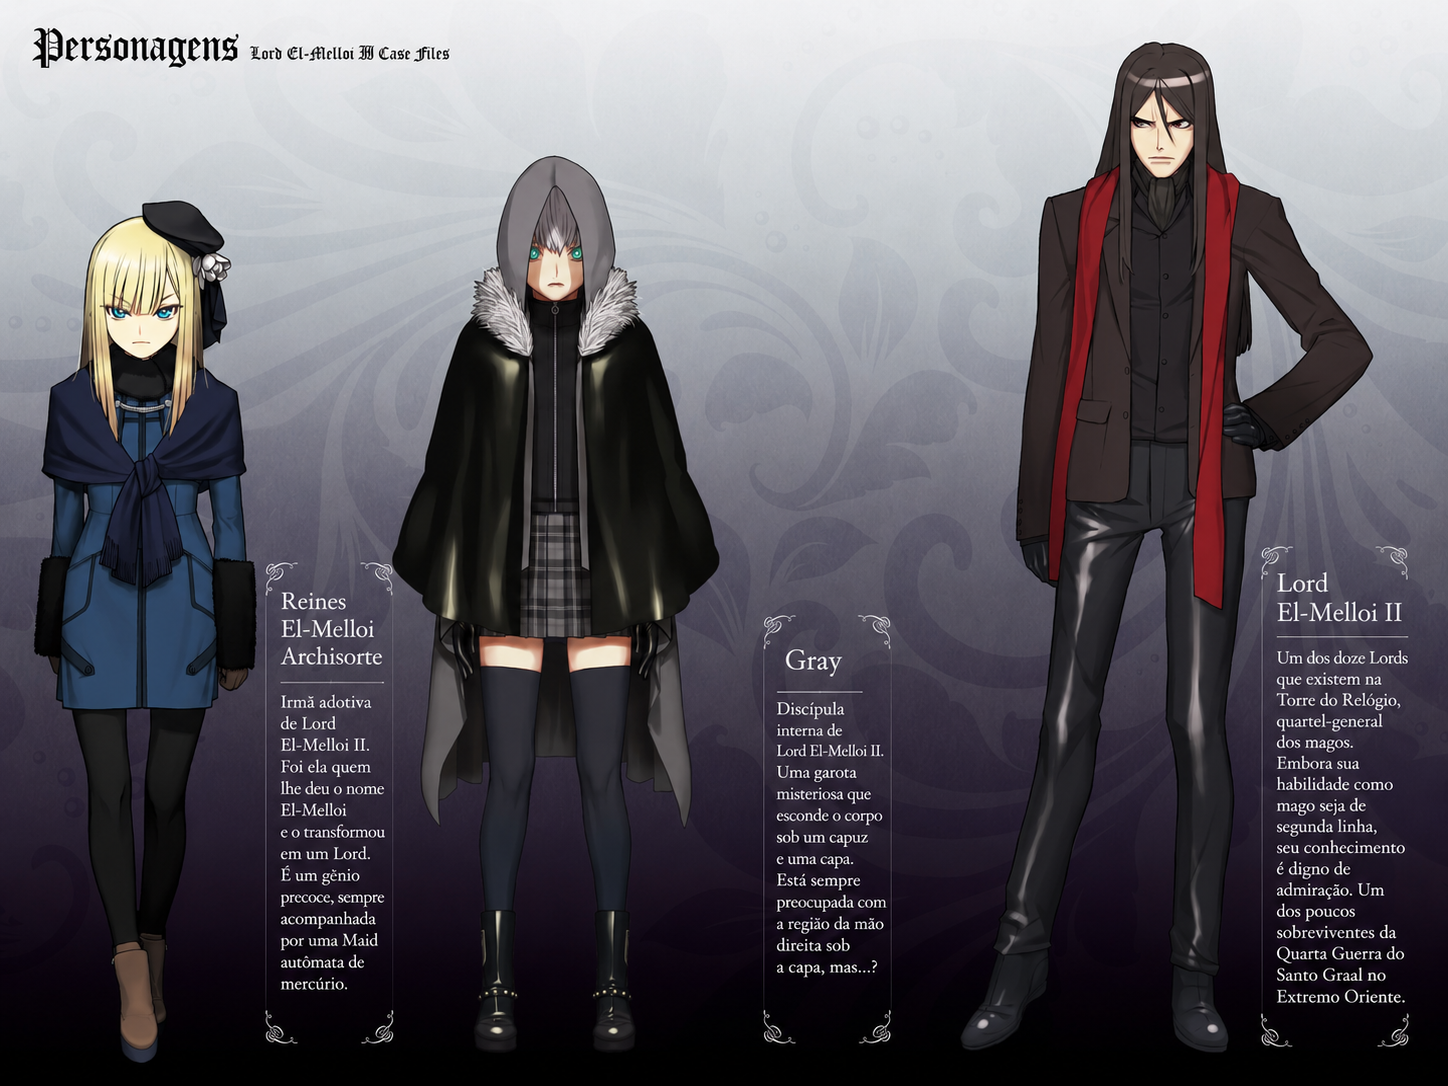 Personagens Lord El-Melloi II Case Files
Reines
El-Melloi
Archisorte
Irmã adotiva
de Lord
El-Melloi II.
Foi ela quem
lhe deu o nome
El-Melloi
e o transformou
em um Lord.
É um gênio
precoce, sempre
acompanhada
por uma Maid
autômata de
mercúrio.
Gray
Discípula
interna de
Lord El-Melloi II.
Uma garota
misteriosa que
esconde o corpo
sob um capuz
e uma capa.
Está sempre
preocupada com
a região da mão
direita sob
a capa, mas...?
Lord
El-Melloi II
Um dos doze Lords
que existem na
Torre do Relógio,
quartel-general
dos magos.
Embora sua
habilidade como
mago seja de
segunda linha,
seu conhecimento
é digno de
admiração. Um
dos poucos
sobreviventes da
Quarta Guerra do
Santo Graal no
Extremo Oriente.